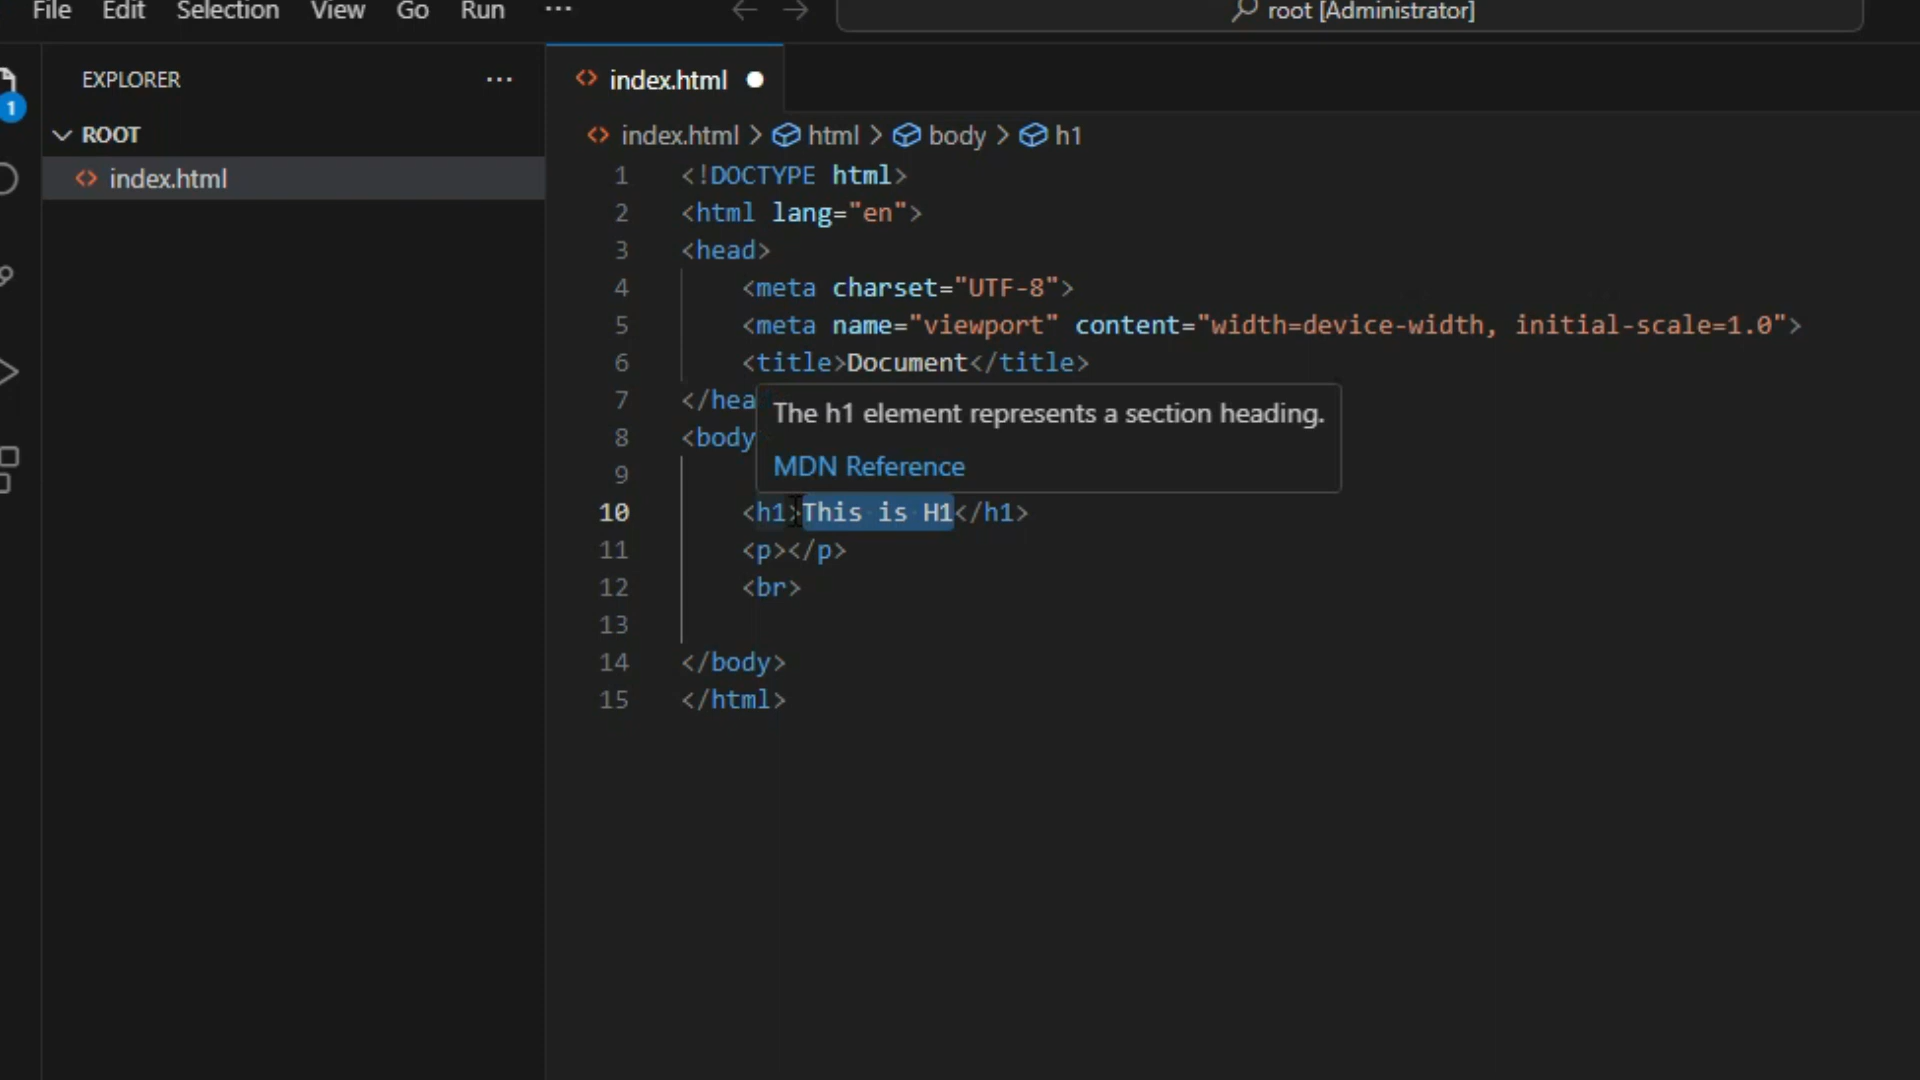 File Edit Selection View Go Run ···
root [Administrator]
EXPLORER ···
1
ROOT
index.html
index.html
index.html > html > body > h1
1 <!DOCTYPE html>
2 <html lang="en">
3 <head>
4 <meta charset="UTF-8">
5 <meta name="viewport" content="width=device-width, initial-scale=1.0">
6 <title>Document</title>
7 </hea
The h1 element represents a section heading.
8 <body
MDN Reference
9
10 <h1>This is H1</h1>
11 <p></p>
12 <br>
13
14 </body>
15 </html>